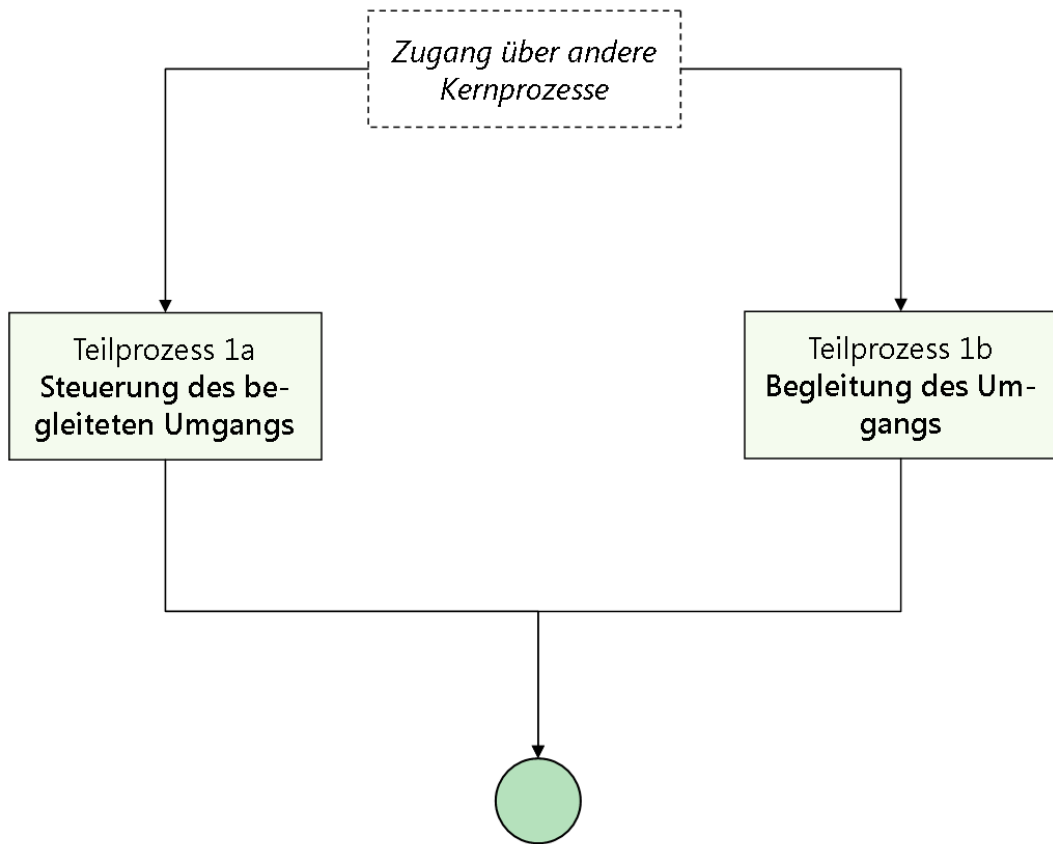 Zugang über andere
Kernprozesse
Teilprozess 1a
Steuerung des be-
gleiteten Umgangs
Teilprozess 1b
Begleitung des Um-
gangs